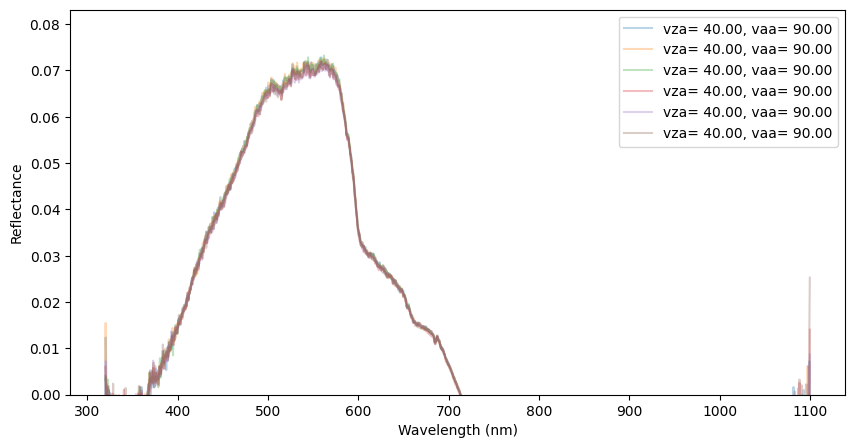 0.08
0.07
0.06
0.05
0.04
0.03
0.02
0.01
0.00
Reflectance
vza= 40.00, vaa= 90.00
vza= 40.00, vaa= 90.00
vza= 40.00, vaa= 90.00
vza= 40.00, vaa= 90.00
vza= 40.00, vaa= 90.00
vza= 40.00, vaa= 90.00
300 400 500 600 700 800 900 1000 1100
Wavelength (nm)